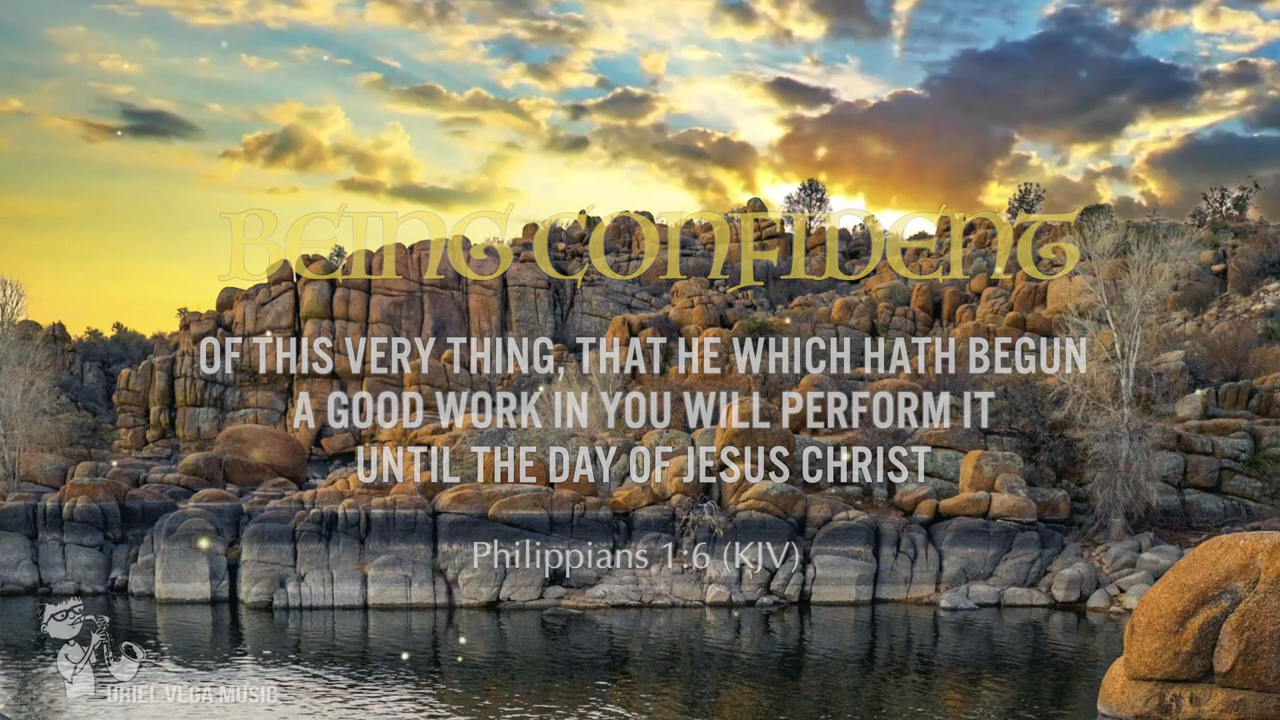 BEING CONFIDENT
OF THIS VERY THING, THAT HE WHICH HATH BEGUN
A GOOD WORK IN YOU WILL PERFORM IT
UNTIL THE DAY OF JESUS CHRIST
Philippians 1:6 (KJV)
URIEL VEGA MUSIC